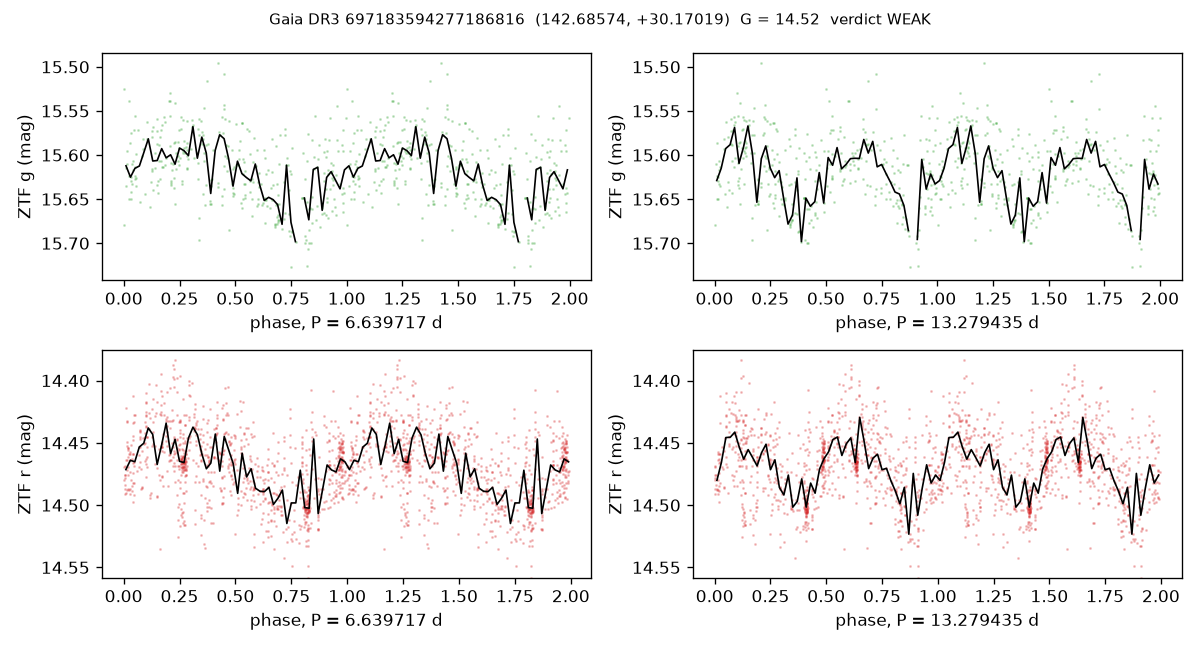 Gaia DR3 697183594277186816 (142.68574, +30.17019) G = 14.52 verdict WEAK
ZTF g (mag)
15.50
15.55
15.60
15.65
15.70
0.00 0.25 0.50 0.75 1.00 1.25 1.50 1.75 2.00
phase, P = 6.639717 d
ZTF g (mag)
15.50
15.55
15.60
15.65
15.70
0.00 0.25 0.50 0.75 1.00 1.25 1.50 1.75 2.00
phase, P = 13.279435 d
ZTF r (mag)
14.40
14.45
14.50
14.55
0.00 0.25 0.50 0.75 1.00 1.25 1.50 1.75 2.00
phase, P = 6.639717 d
ZTF r (mag)
14.40
14.45
14.50
14.55
0.00 0.25 0.50 0.75 1.00 1.25 1.50 1.75 2.00
phase, P = 13.279435 d